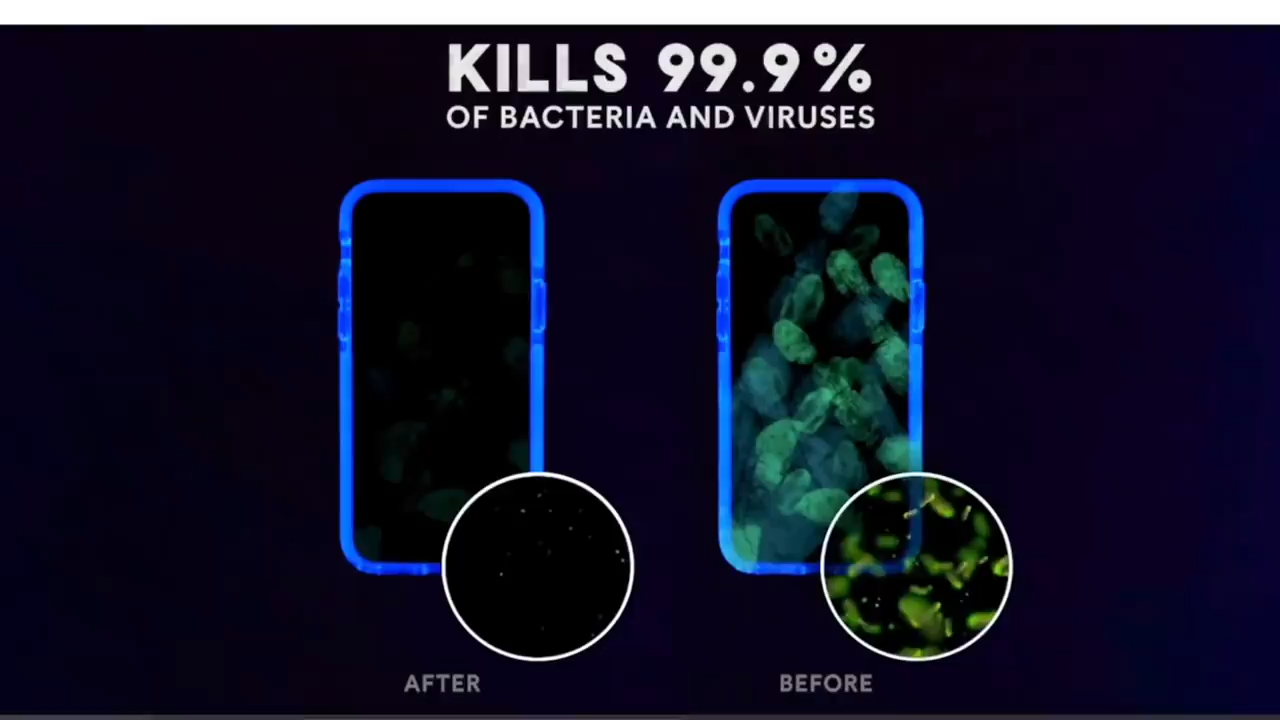 KILLS 99.9%
OF BACTERIA AND VIRUSES
AFTER
BEFORE